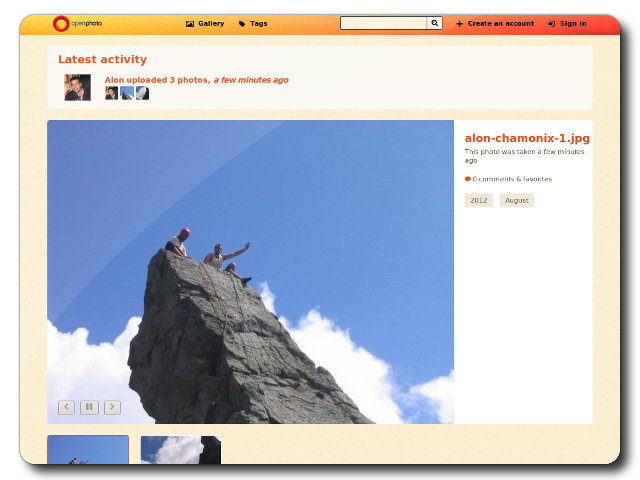 openphoto
Gallery
Tags
Create an account
Sign in
Latest activity
Alon uploaded 3 photos, a few minutes ago
alon-chamonix-1.jpg
This photo was taken a few minutes
ago
0 comments & favorites
2012
August